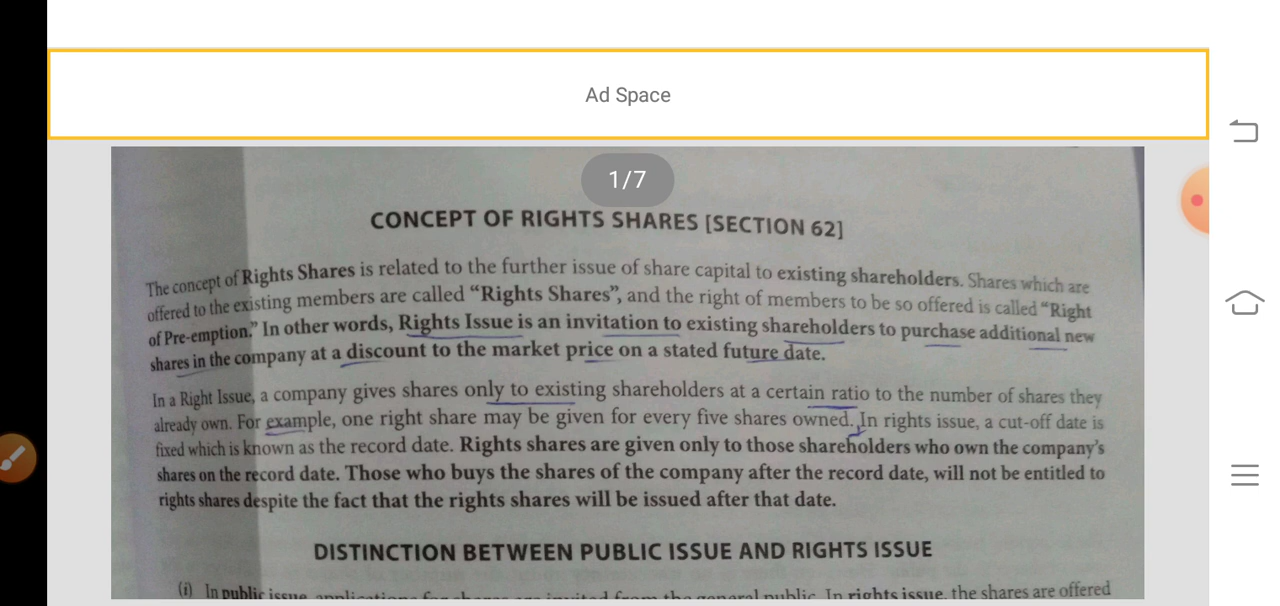 Ad Space
1/7
CONCEPT OF RIGHTS SHARES [SECTION 62]
The concept of Rights Shares is related to the further issue of share capital to existing shareholders. Shares which are
offered to the existing members are called “Rights Shares”, and the right of members to be so offered is called “Right
of Pre-emption.” In other words, Rights Issue is an invitation to existing shareholders to purchase additional new
shares in the company at a discount to the market price on a stated future date.
In a Right Issue, a company gives shares only to existing shareholders at a certain ratio to the number of shares they
already own. For example, one right share may be given for every five shares owned. In rights issue, a cut-off date is
fixed which is known as the record date. Rights shares are given only to those shareholders who own the company’s
shares on the record date. Those who buys the shares of the company after the record date, will not be entitled to
rights shares despite the fact that the rights shares will be issued after that date.
DISTINCTION BETWEEN PUBLIC ISSUE AND RIGHTS ISSUE
(i) In public issue, applications for shares are invited from the general public. In rights issue, the shares are offered